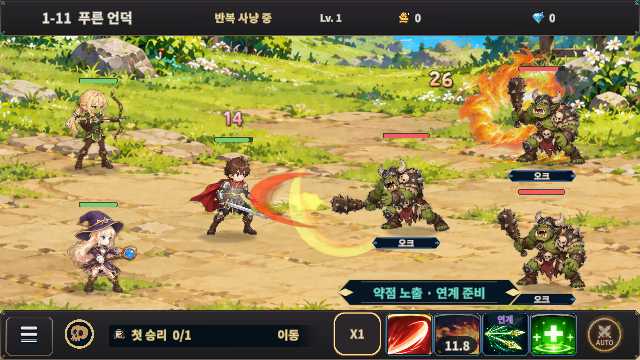 1-11 푸른 언덕
반복 사냥 중
Lv. 1
0
0
26
14
오크
오크
오크
약점 노출 · 연계 준비
첫 승리 0/1
이동
X1
11.8
연계
AUTO